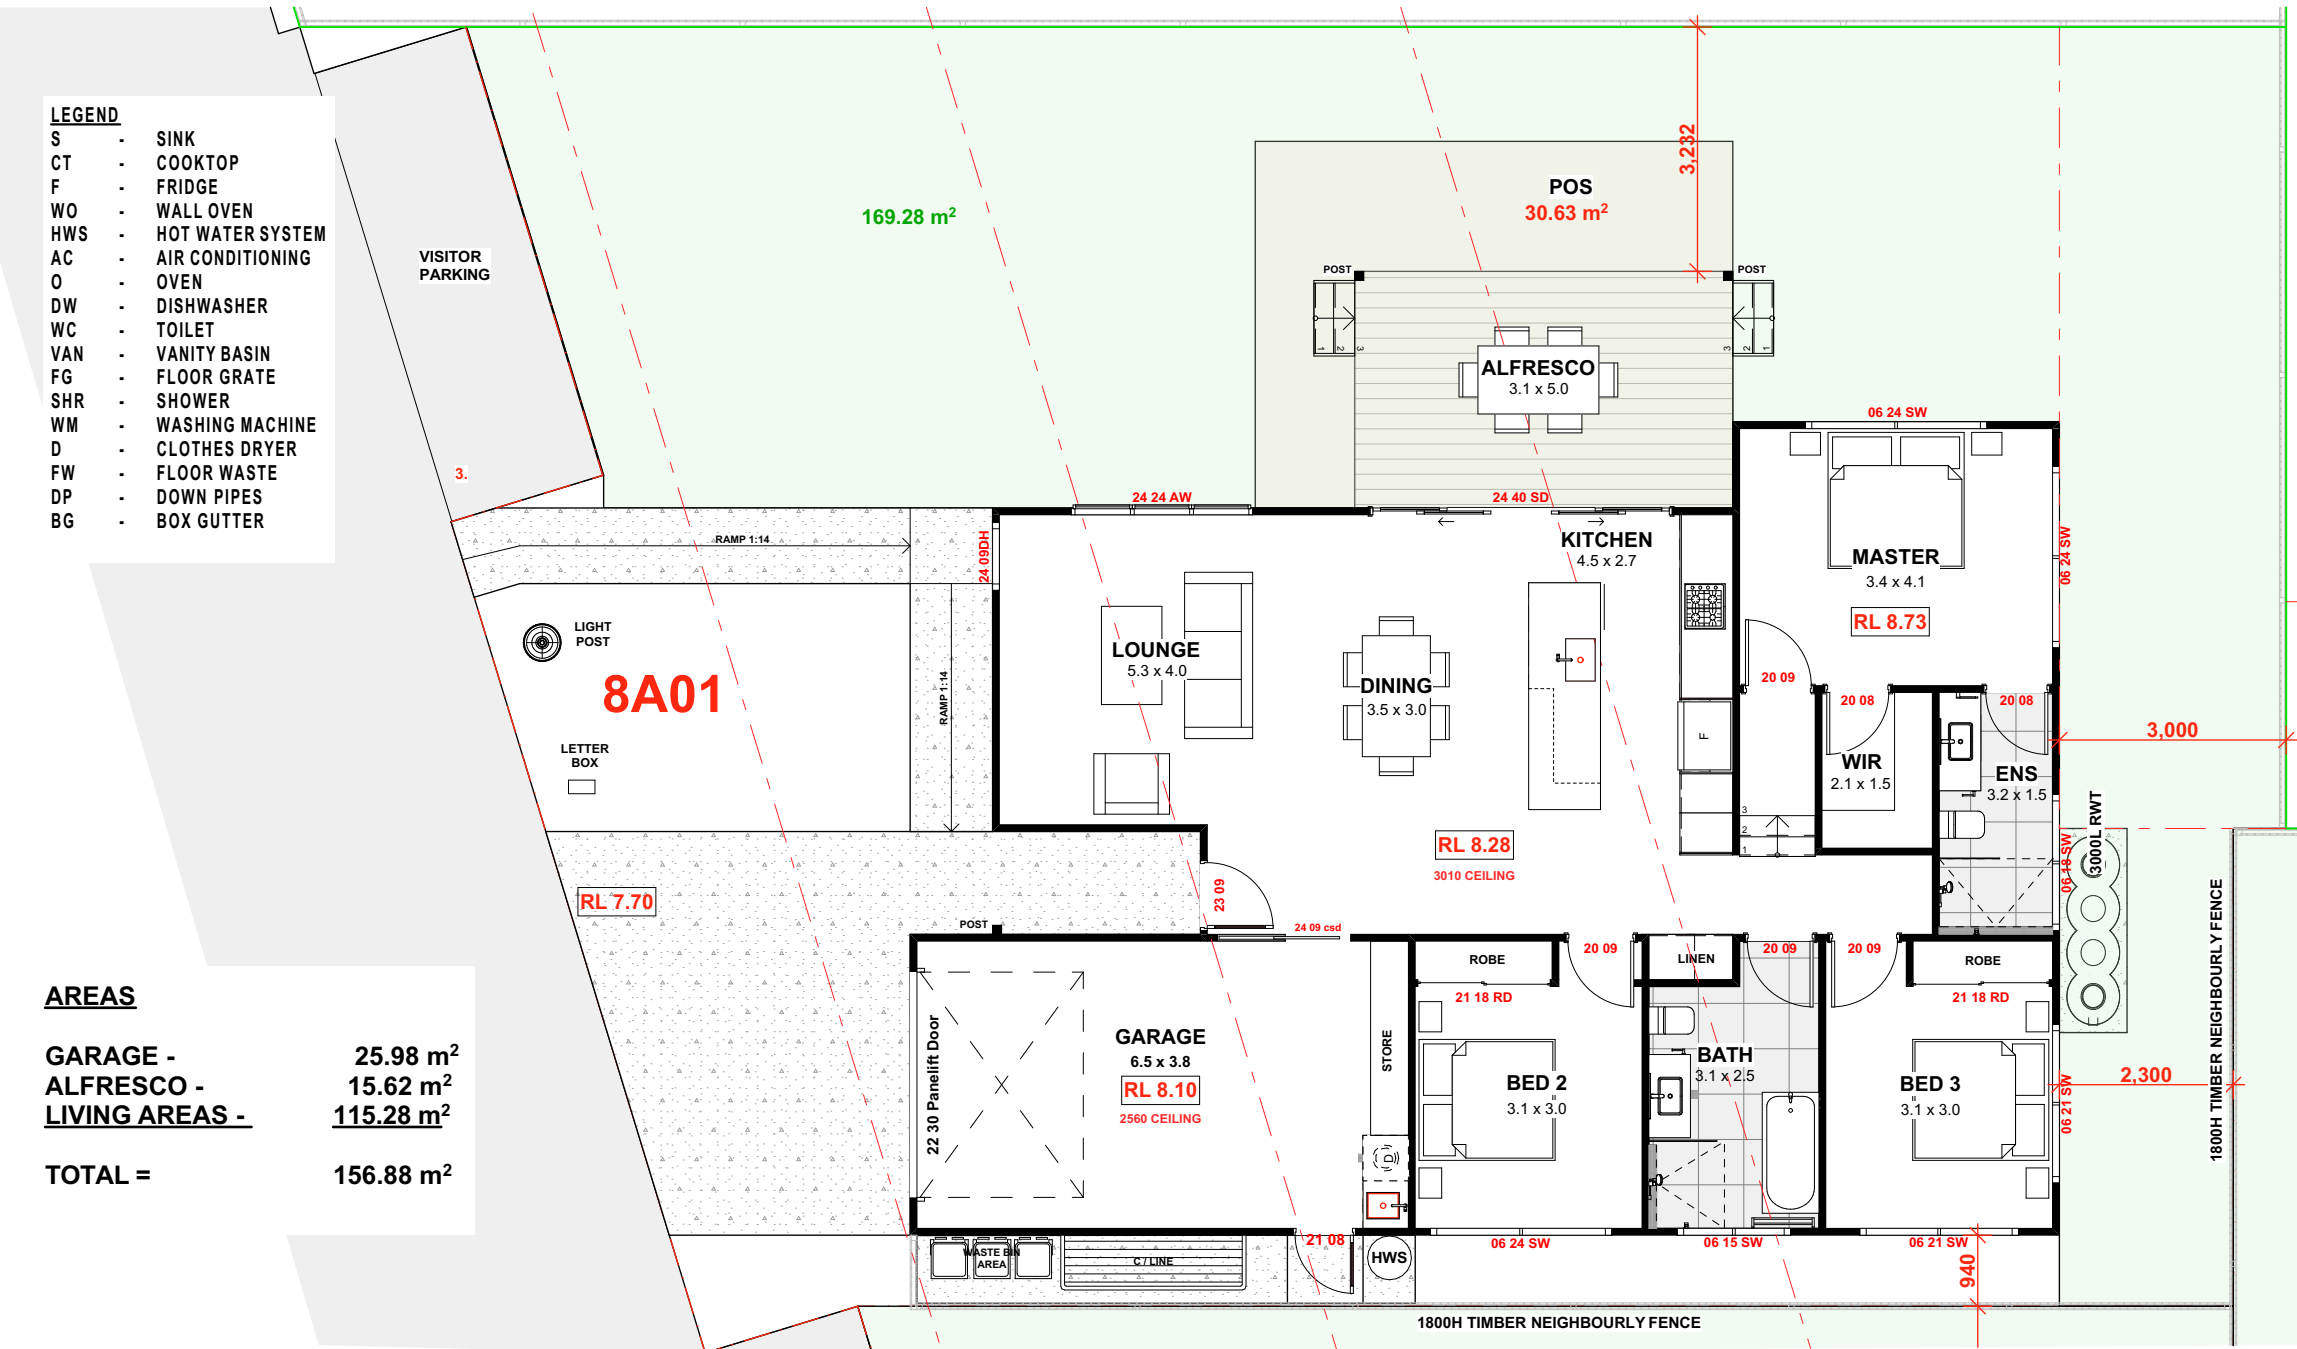 LEGEND
S - SINK
CT - COOKTOP
F - FRIDGE
WO - WALL OVEN
HWS - HOT WATER SYSTEM
AC - AIR CONDITIONING
O - OVEN
DW - DISHWASHER
WC - TOILET
VAN - VANITY BASIN
FG - FLOOR GRATE
SHR - SHOWER
WM - WASHING MACHINE
D - CLOTHES DRYER
FW - FLOOR WASTE
DP - DOWN PIPES
BG - BOX GUTTER
VISITOR
PARKING
3.
169.28 m²
POS
30.63 m²
3,232
POST
POST
1 2 3
3 2 1
ALFRESCO
3.1 x 5.0
06 24 SW
24 24 AW
24 40 SD
RAMP 1:14
24 09DH
KITCHEN
4.5 x 2.7
MASTER
3.4 x 4.1
RL 8.73
06 24 SW
LIGHT
POST
8A01
LETTER
BOX
RAMP 1:14
LOUNGE
5.3 x 4.0
DINING
3.5 x 3.0
F
20 09
20 08
20 08
WIR
2.1 x 1.5
ENS
3.2 x 1.5
3,000
3
2
1
RL 8.28
3010 CEILING
06 18 SW
3000L RWT
RL 7.70
POST
23 09
24 09 csd
ROBE
21 18 RD
20 09
LINEN
20 09
20 09
ROBE
21 18 RD
22 30 Panelift Door
GARAGE
6.5 x 3.8
RL 8.10
2560 CEILING
STORE
D
BED 2
3.1 x 3.0
BATH
3.1 x 2.5
BED 3
3.1 x 3.0
06 21 SW
2,300
1800H TIMBER NEIGHBOURLY FENCE
WASTE BIN
AREA
C / LINE
21 08
HWS
06 24 SW
06 15 SW
06 21 SW
940
1800H TIMBER NEIGHBOURLY FENCE
AREAS
GARAGE - 25.98 m²
ALFRESCO - 15.62 m²
LIVING AREAS - 115.28 m²
TOTAL = 156.88 m²